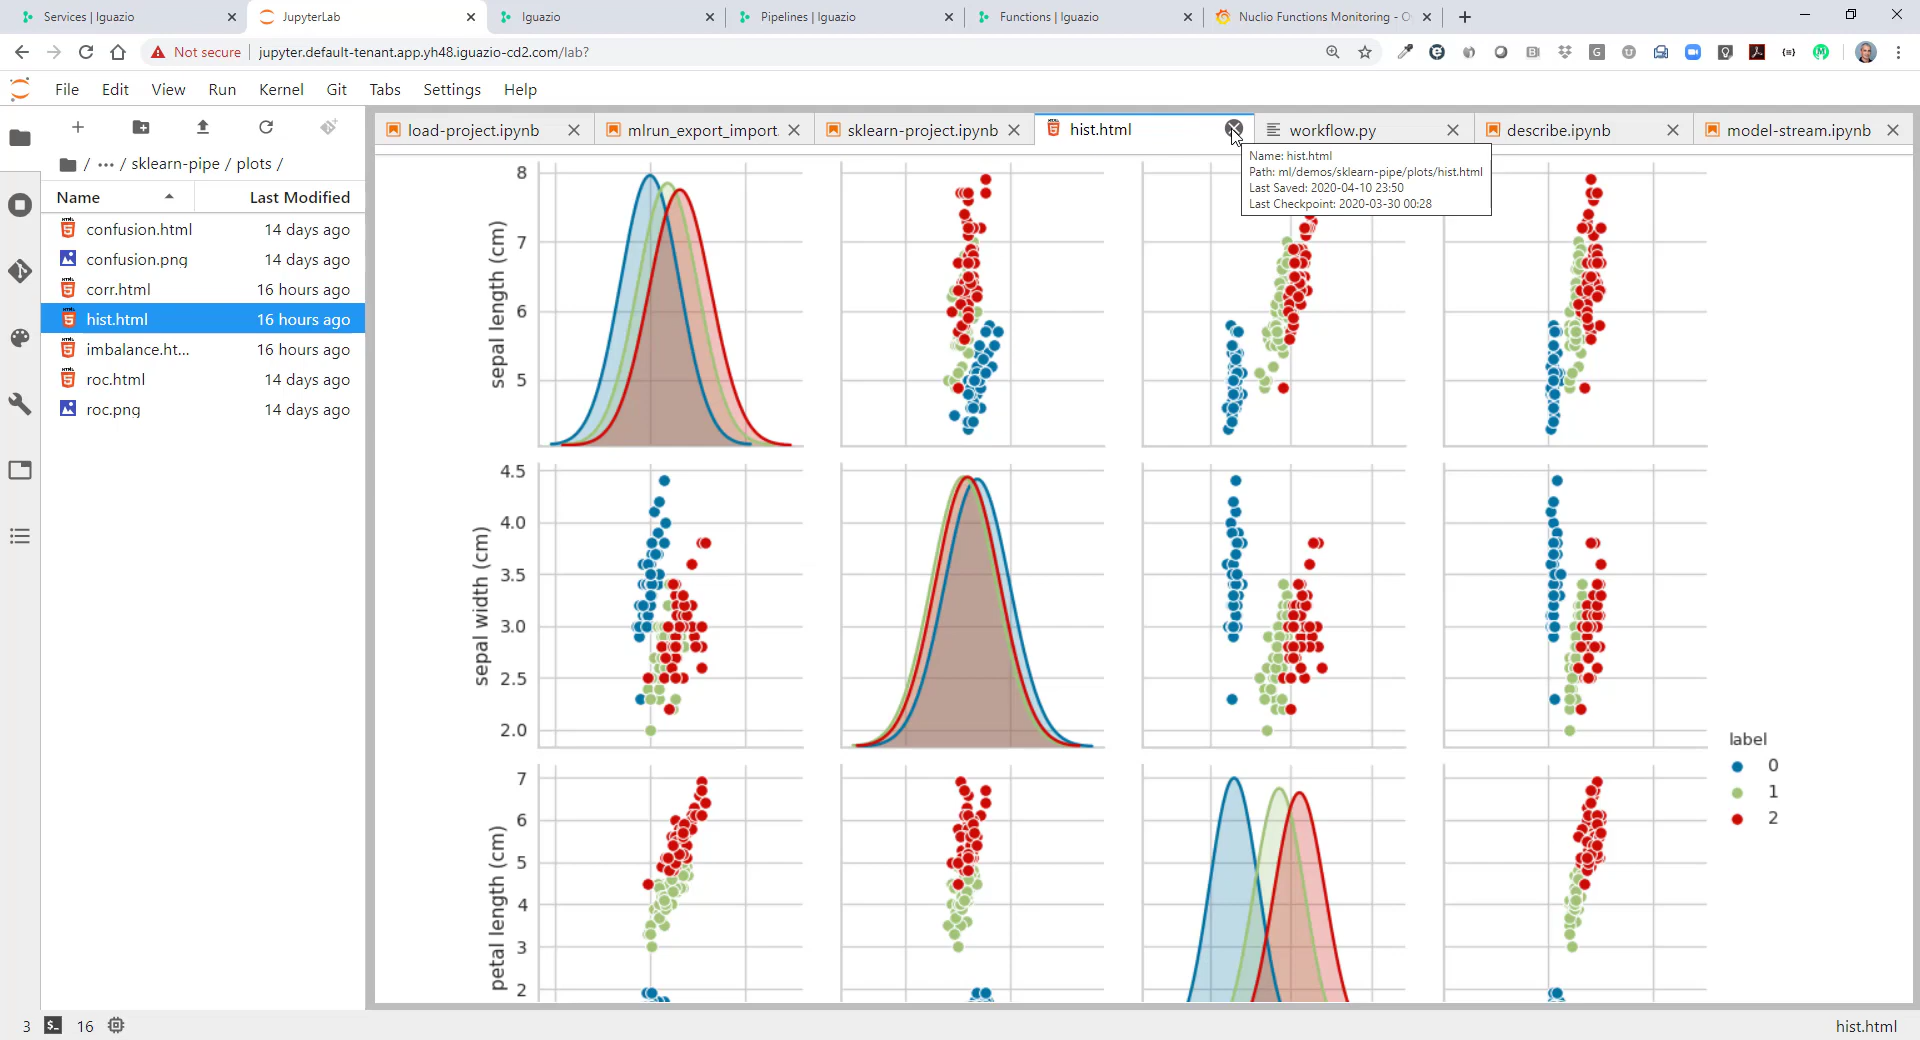 Services | Iguazio
JupyterLab
Iguazio
Pipelines | Iguazio
Functions | Iguazio
Nuclio Functions Monitoring - G
Not secure
jupyter.default-tenant.app.yh48.iguazio-cd2.com/lab?
File Edit View Run Kernel Git Tabs Settings Help
load-project.ipynb
mlrun_export_import
sklearn-project.ipynb
hist.html
workflow.py
describe.ipynb
model-stream.ipynb
/ ··· / sklearn-pipe / plots /
Name Last Modified
confusion.html 14 days ago
confusion.png 14 days ago
corr.html 16 hours ago
hist.html 16 hours ago
imbalance.ht... 16 hours ago
roc.html 14 days ago
roc.png 14 days ago
Name: hist.html
Path: ml/demos/sklearn-pipe/plots/hist.html
Last Saved: 2020-04-10 23:50
Last Checkpoint: 2020-03-30 00:28
sepal length (cm)
8
7
6
5
sepal width (cm)
4.5
4.0
3.5
3.0
2.5
2.0
petal length (cm)
7
6
5
4
3
2
label
0
1
2
3 $_ 16
hist.html